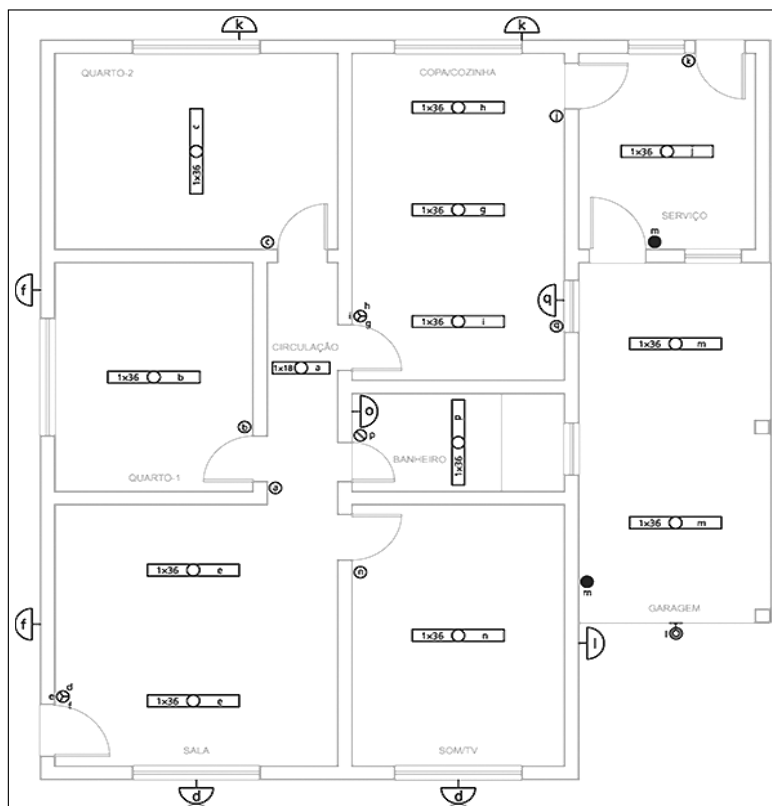 k
k
QUARTO-2
COPA/COZINHA
k
j
1x36 h
1x36 c
1x36 j
1x36 g
SERVIÇO
m
c
f
q
h
i
g
1x36 i
q
CIRCULAÇÃO
1x36 m
1x18 a
1x36 b
o
p
1x36 p
b
BANHEIRO
QUARTO-1
a
1x36 m
1x36 e
n
m
GARAGEM
f
1x36 n
l
l
d
e
f
1x36 e
SALA
SOM/TV
d
d